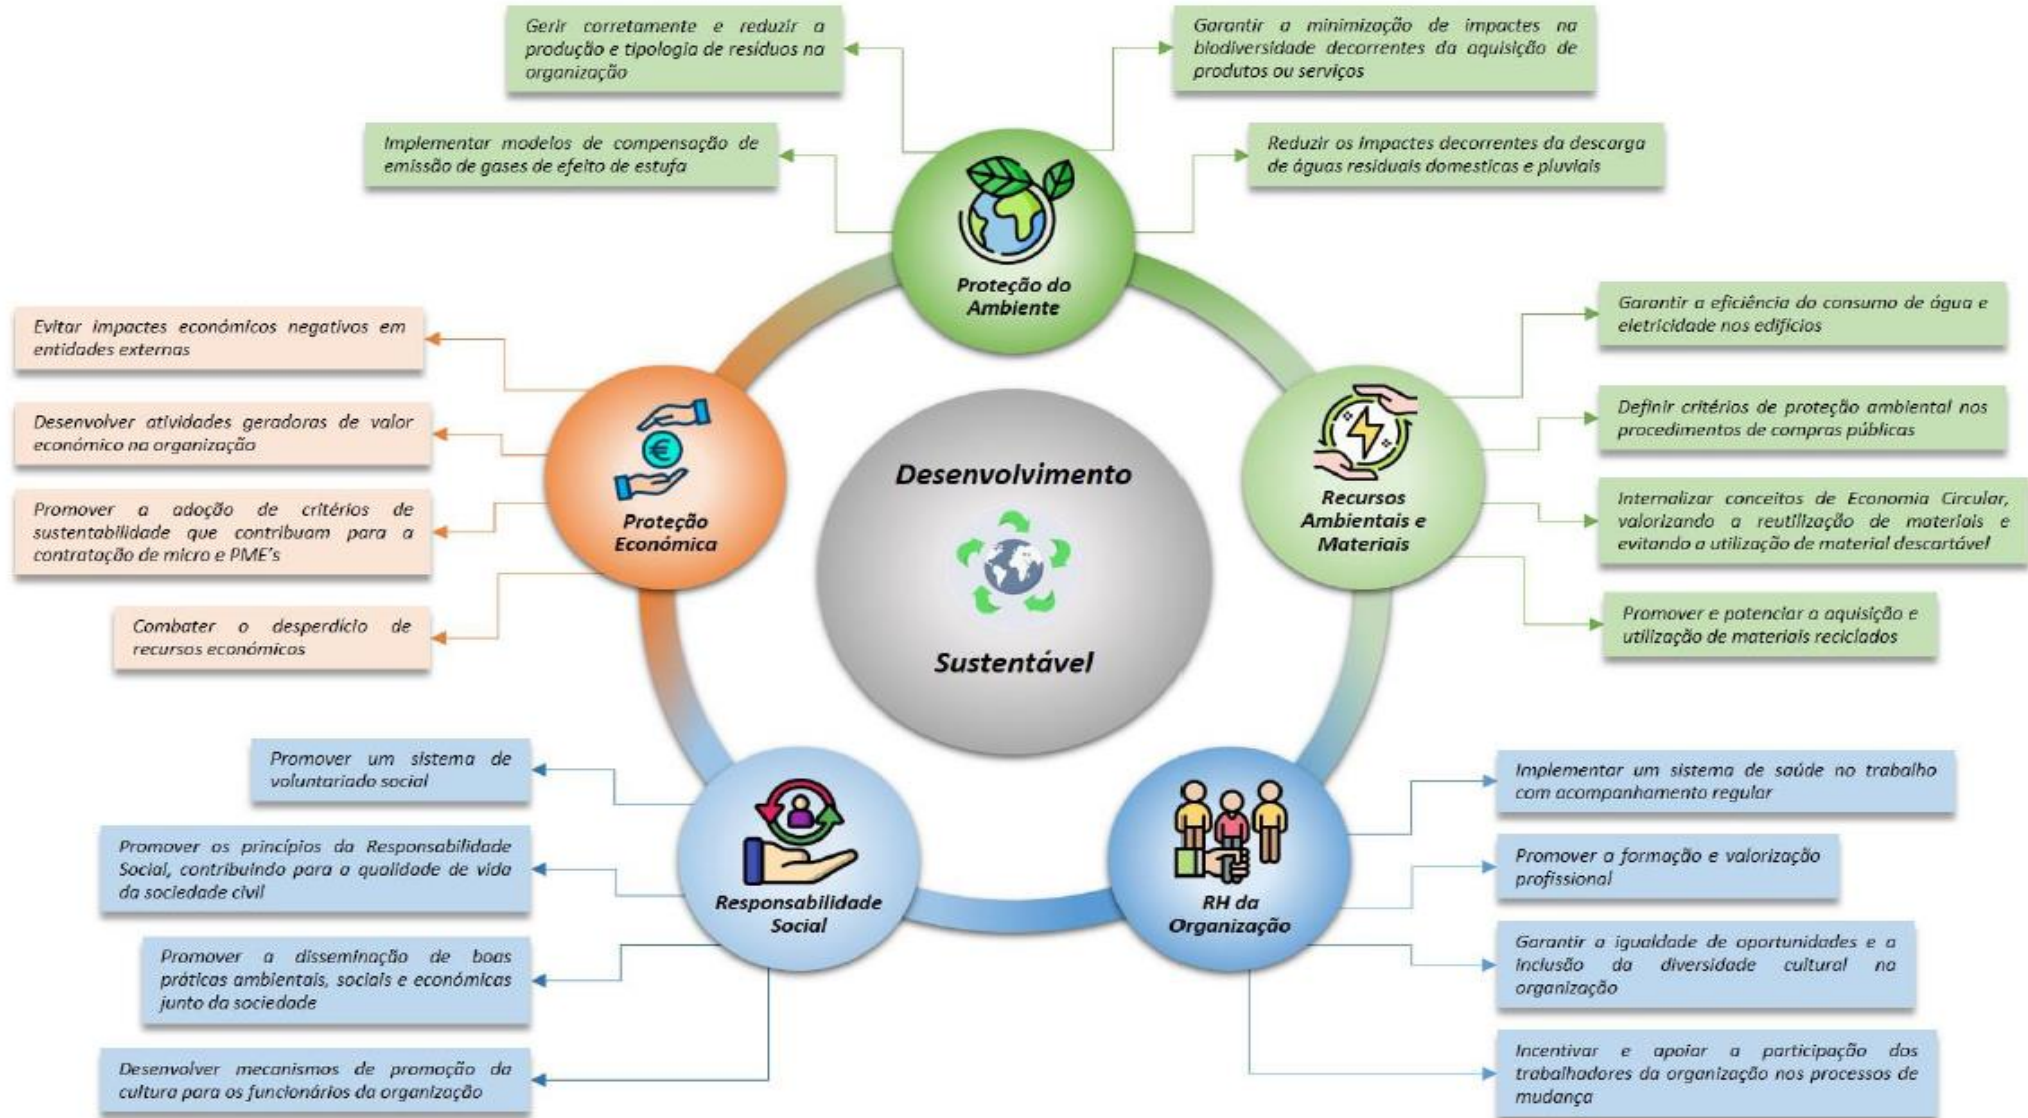 Gerir corretamente e reduzir a
produção e tipologia de resíduos na
organização
Garantir a minimização de impactes na
biodiversidade decorrentes da aquisição de
produtos ou serviços
Implementar modelos de compensação de
emissão de gases de efeito de estufa
Reduzir os impactes decorrentes da descarga
de águas residuais domesticas e pluviais
Proteção do
Ambiente
Garantir a eficiência do consumo de água e
eletricidade nos edifícios
Definir critérios de proteção ambiental nos
procedimentos de compras públicas
Internalizar conceitos de Economia Circular,
valorizando a reutilização de materiais e
evitando a utilização de material descartável
Promover e potenciar a aquisição e
utilização de materiais reciclados
Recursos
Ambientais e
Materiais
Evitar impactes económicos negativos em
entidades externas
Desenvolver atividades geradoras de valor
económico na organização
Promover a adoção de critérios de
sustentabilidade que contribuam para a
contratação de micro e PME's
Combater o desperdício de
recursos económicos
Proteção
Económica
Desenvolvimento
Sustentável
Promover um sistema de
voluntariado social
Promover os princípios da Responsabilidade
Social, contribuindo para a qualidade de vida
da sociedade civil
Promover a disseminação de boas
práticas ambientais, sociais e económicas
junto da sociedade
Desenvolver mecanismos de promoção da
cultura para os funcionários da organização
Responsabilidade
Social
RH da
Organização
Implementar um sistema de saúde no trabalho
com acompanhamento regular
Promover a formação e valorização
profissional
Garantir a igualdade de oportunidades e a
inclusão da diversidade cultural na
organização
Incentivar e apoiar a participação dos
trabalhadores da organização nos processos de
mudança